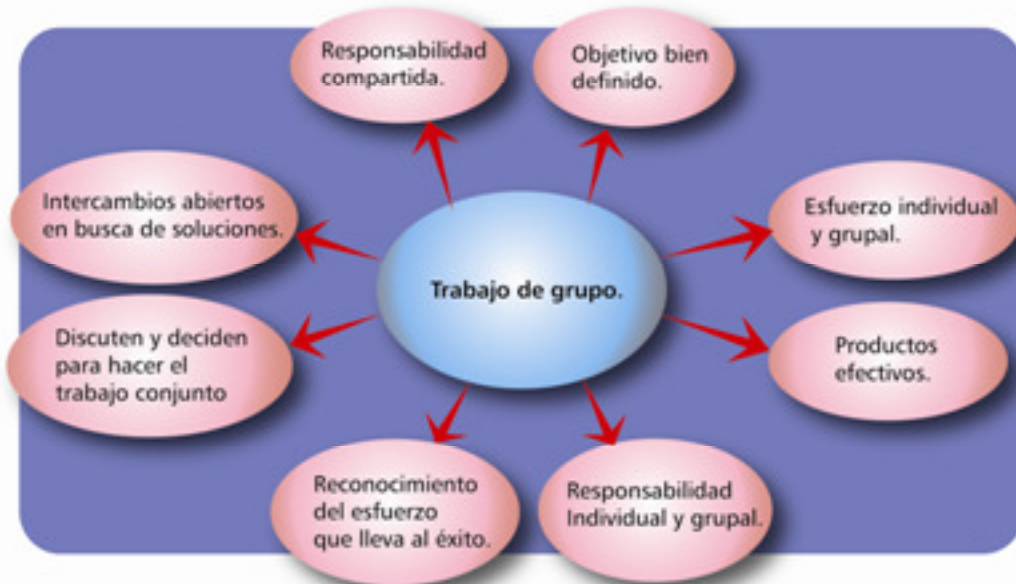 Responsabilidad
compartida.
Objetivo bien
definido.
Intercambios abiertos
en busca de soluciones.
Esfuerzo individual
y grupal.
Trabajo de grupo.
Discuten y deciden
para hacer el
trabajo conjunto
Productos
efectivos.
Reconocimiento
del esfuerzo
que lleva al éxito.
Responsabilidad
Individual y grupal.